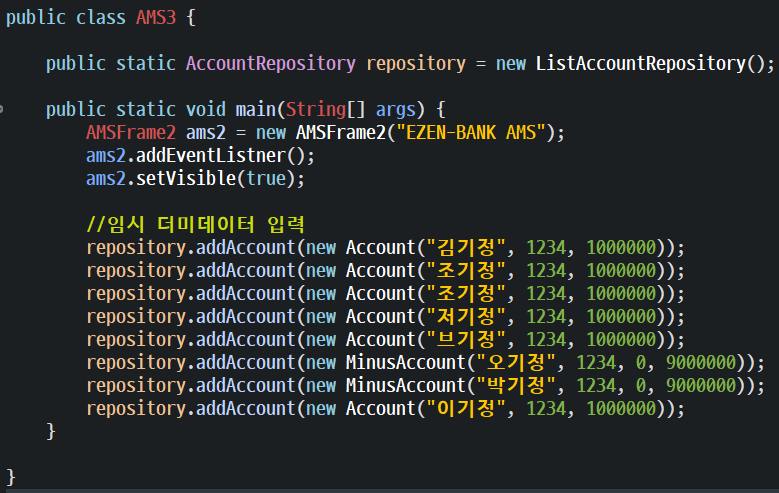 public class AMS3 {
public static AccountRepository repository = new ListAccountRepository();
public static void main(String[] args) {
AMSFrame2 ams2 = new AMSFrame2("EZEN-BANK AMS");
ams2.addEventListner();
ams2.setVisible(true);
//임시 더미데이터 입력
repository.addAccount(new Account("김기정", 1234, 1000000));
repository.addAccount(new Account("조기정", 1234, 1000000));
repository.addAccount(new Account("조기정", 1234, 1000000));
repository.addAccount(new Account("저기정", 1234, 1000000));
repository.addAccount(new Account("브기정", 1234, 1000000));
repository.addAccount(new MinusAccount("오기정", 1234, 0, 9000000));
repository.addAccount(new MinusAccount("박기정", 1234, 0, 9000000));
repository.addAccount(new Account("이기정", 1234, 1000000));
}
}